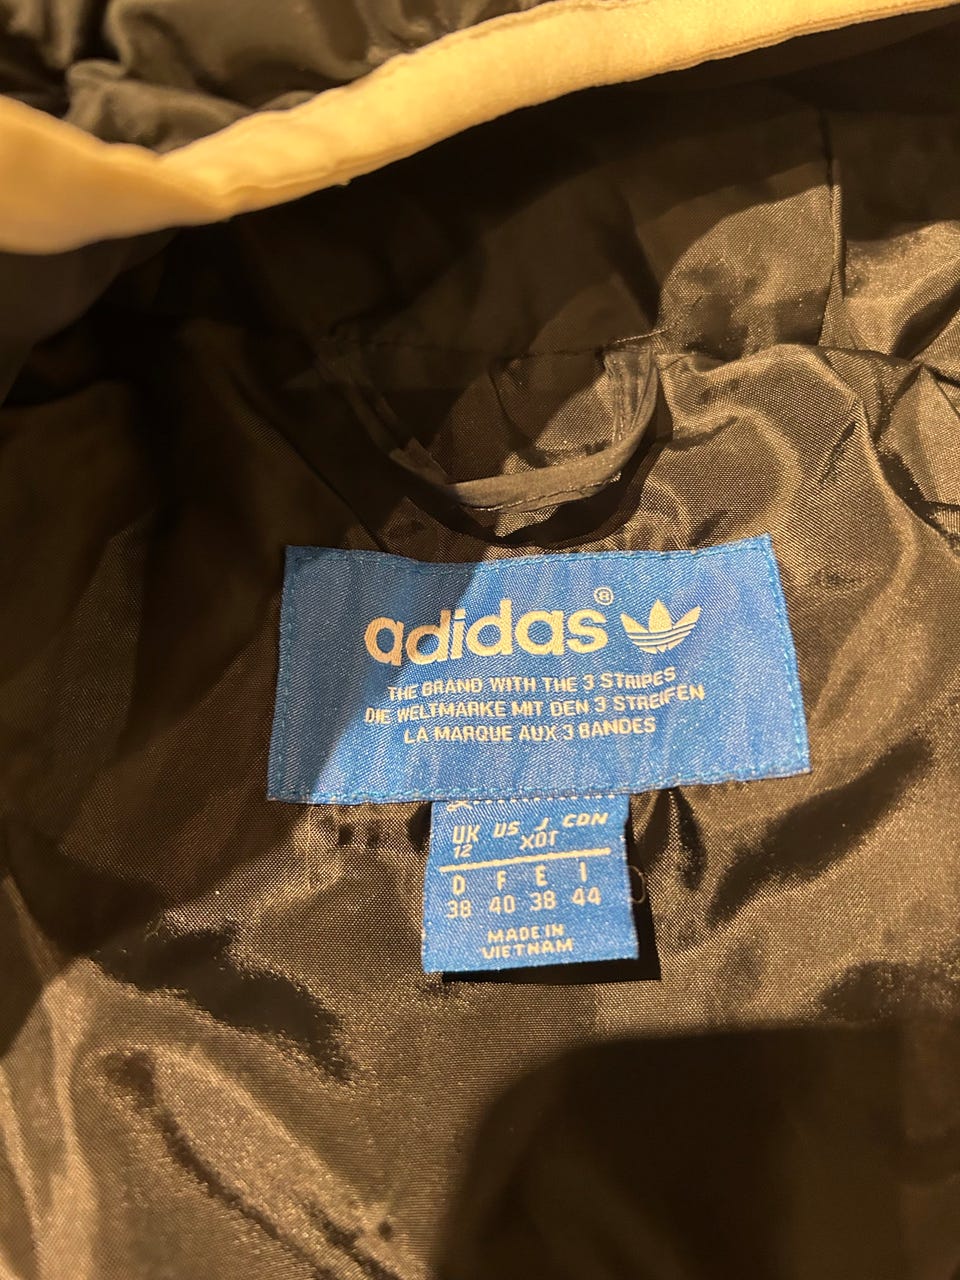 adidas®
THE BRAND WITH THE 3 STRIPES
DIE WELTMARKE MIT DEN 3 STREIFEN
LA MARQUE AUX 3 BANDES
UK US J CDN
12 XOT
D F E I
38 40 38 44
MADE IN
VIETNAM